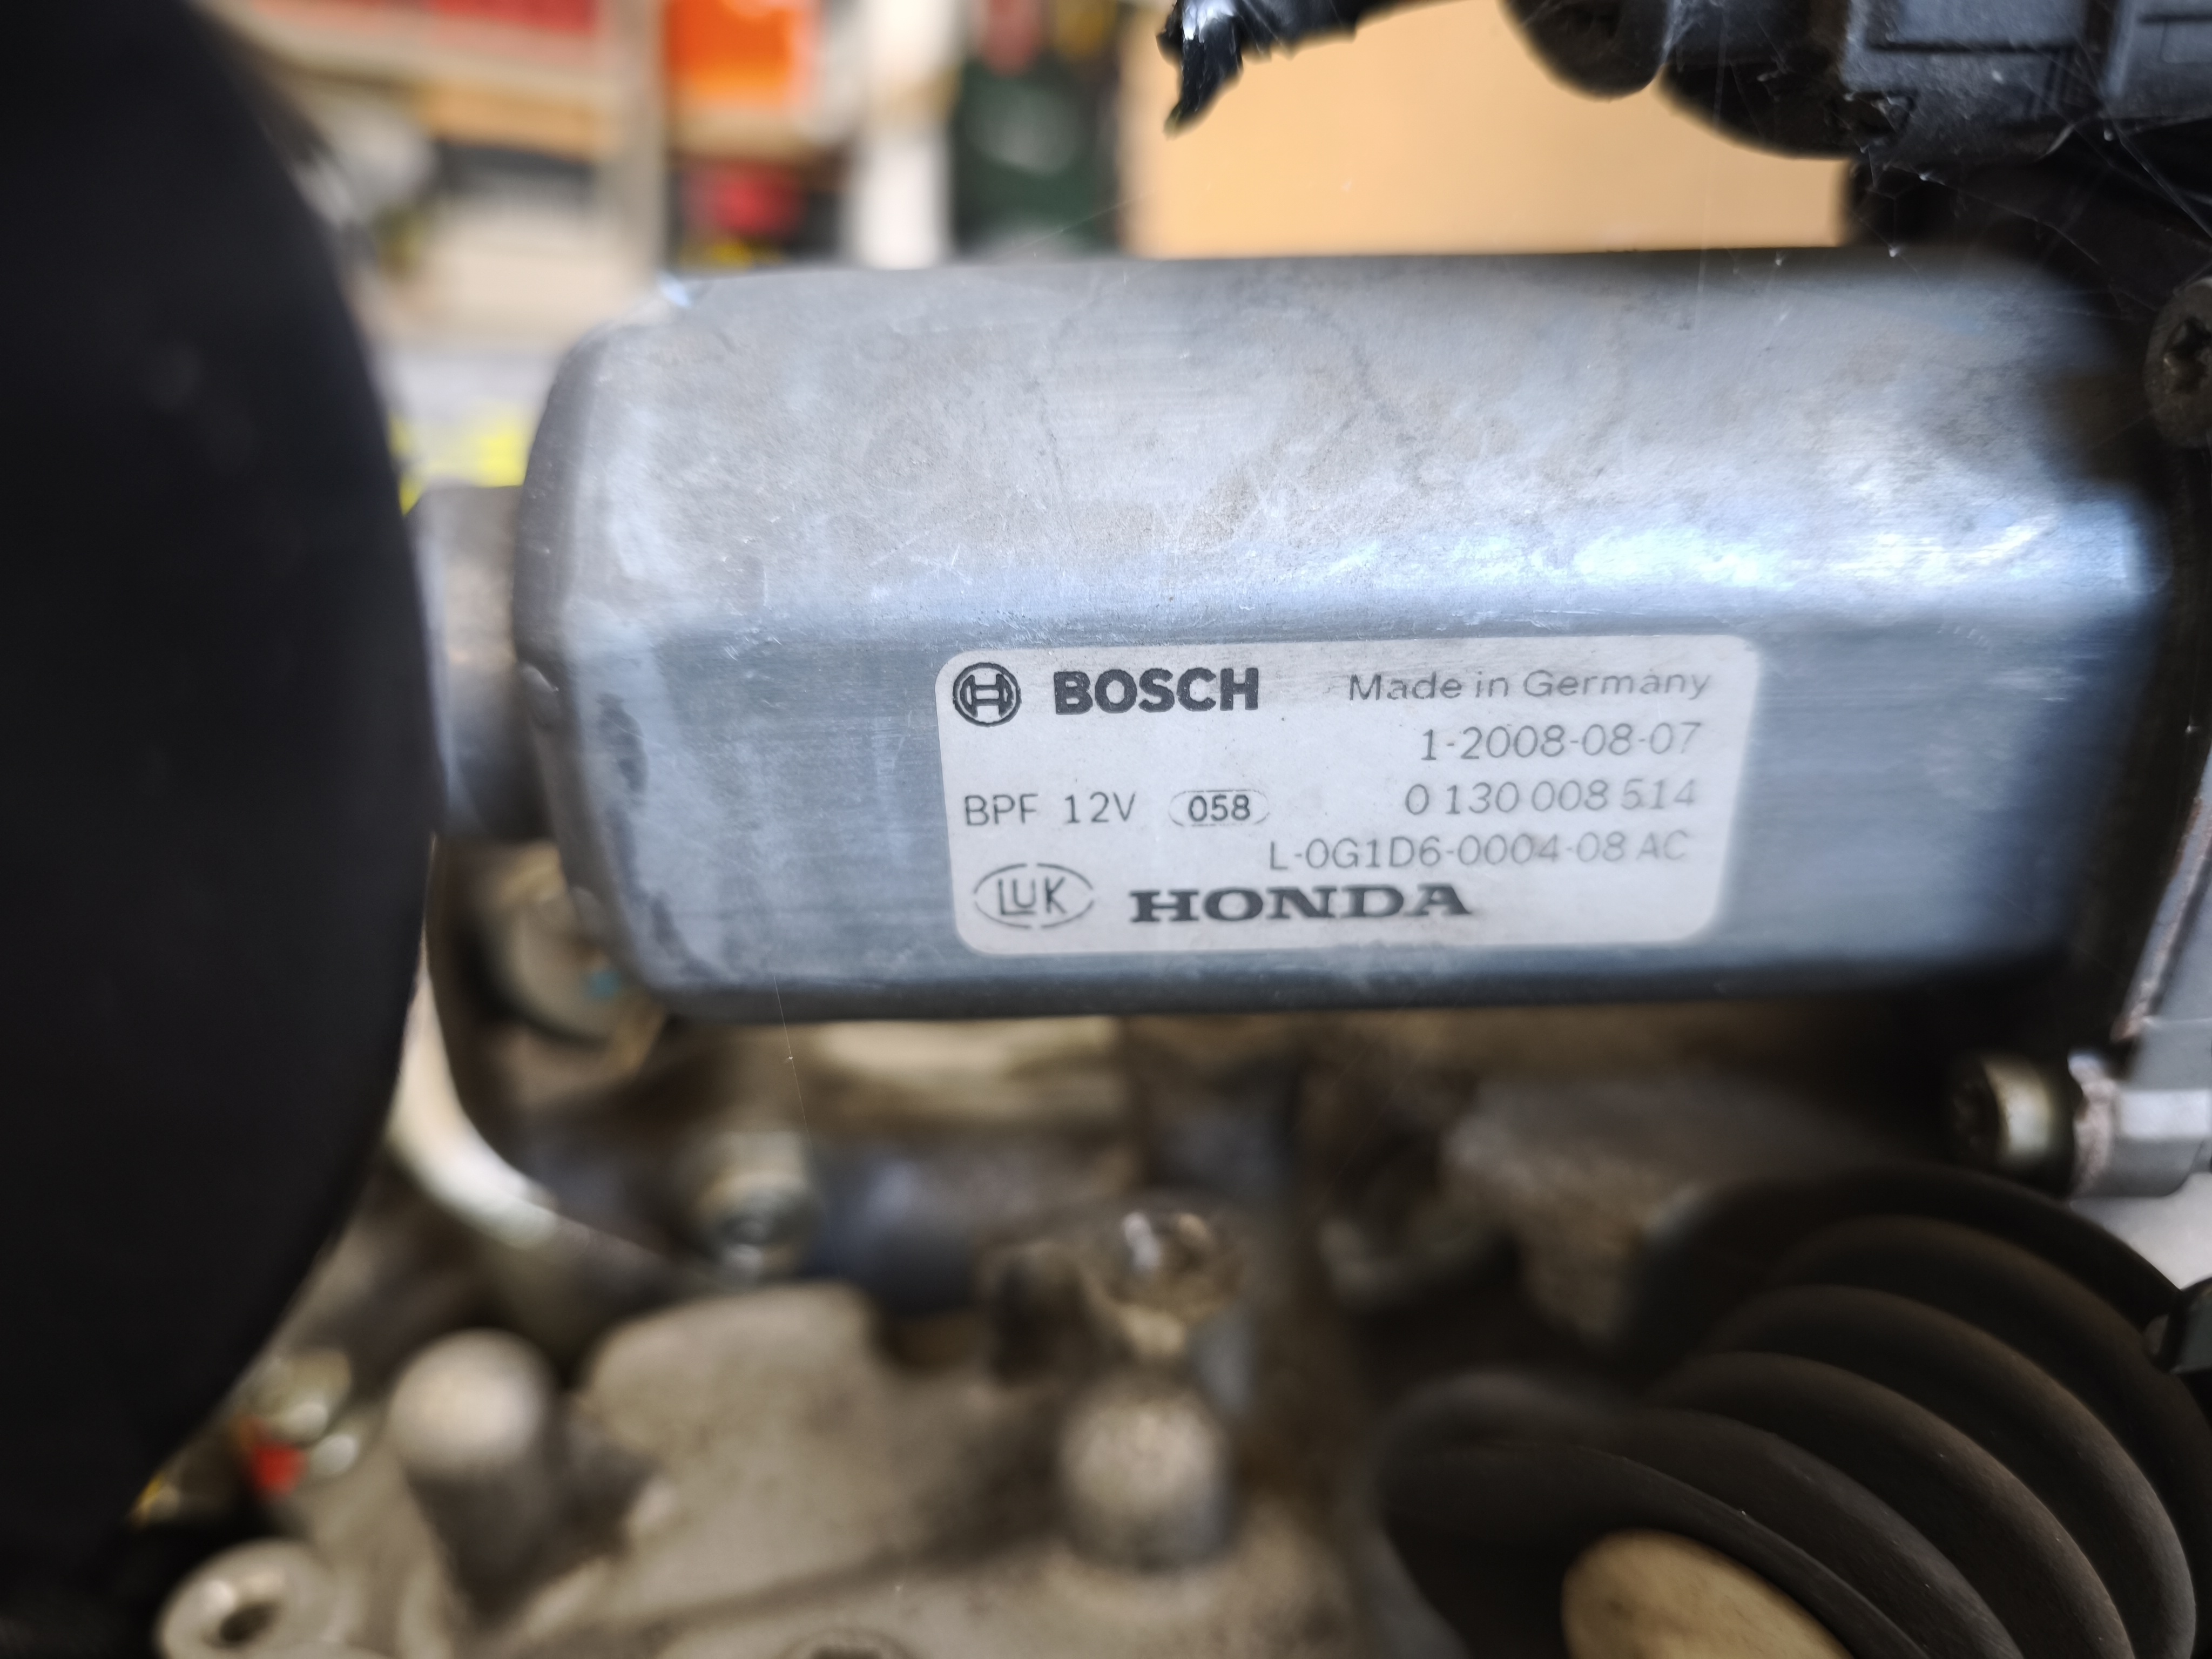 BOSCH Made in Germany
1-2008-08-07
BPF 12V 058 0 130 008 514
L-0G1D6-0004-08 AC
LUK HONDA